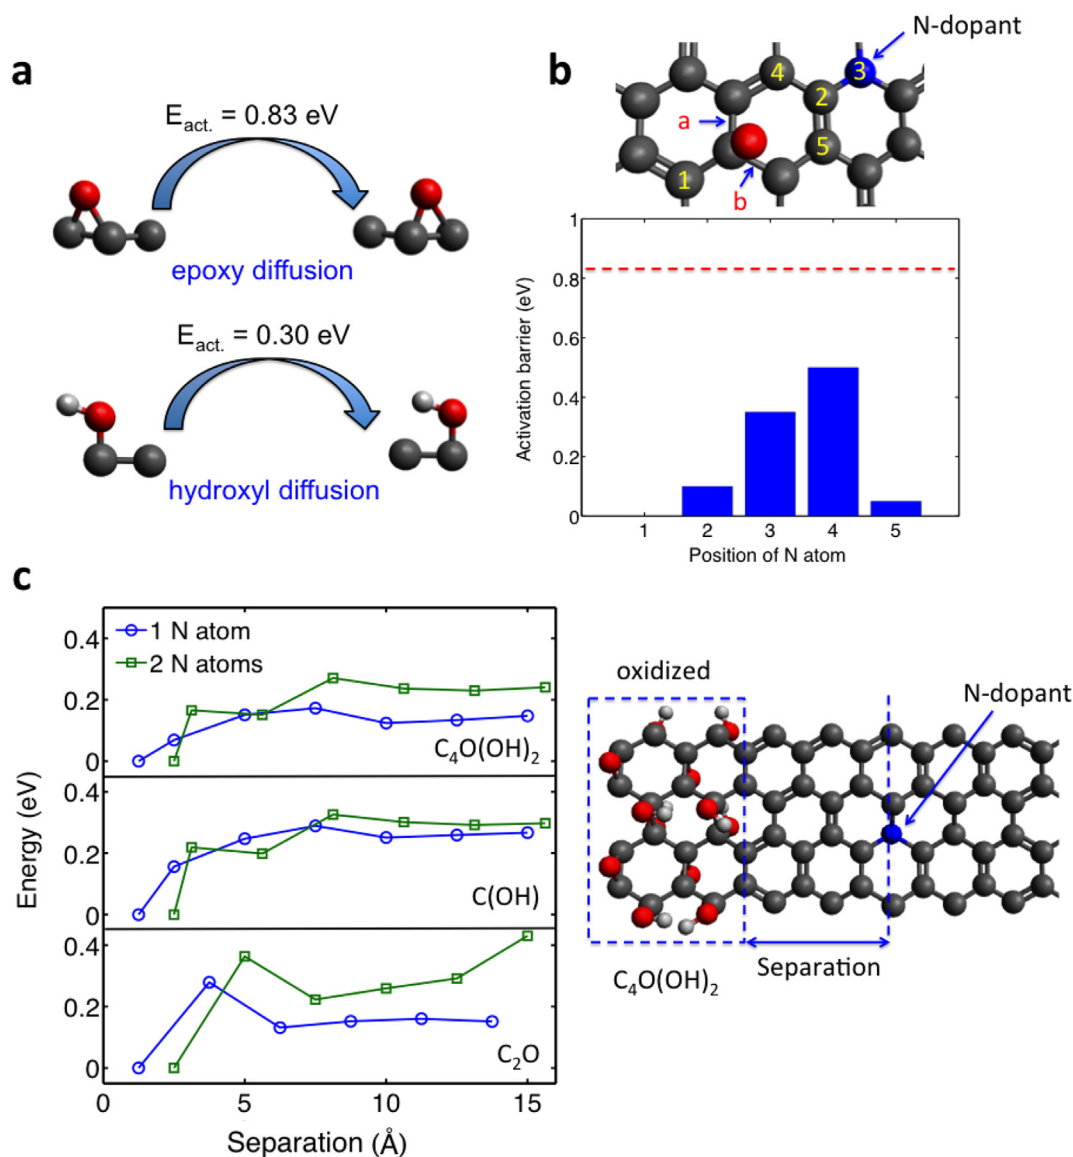 a
E_act. = 0.83 eV
epoxy diffusion
E_act. = 0.30 eV
hydroxyl diffusion
b
N-dopant
4
3
2
a
5
1
b
1
0.8
0.6
0.4
0.2
0
Activation barrier (eV)
1 2 3 4 5
Position of N atom
c
1 N atom
2 N atoms
0.4
0.2
0
C₄O(OH)₂
0.4
0.2
0
C(OH)
0.4
0.2
0
C₂O
Energy (eV)
0 5 10 15
Separation (Å)
oxidized
N-dopant
Separation
C₄O(OH)₂